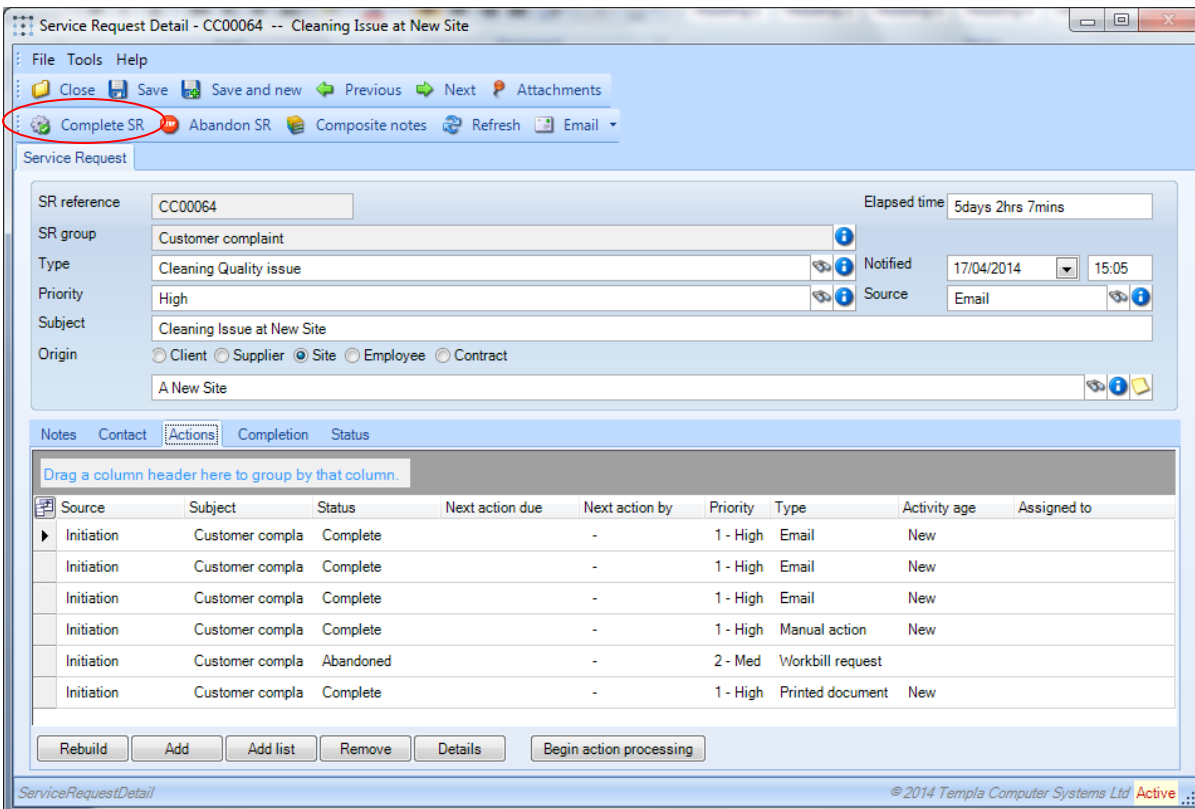 Service Request Detail - CC00064 -- Cleaning Issue at New Site
File Tools Help
Close Save Save and new Previous Next Attachments
Complete SR Abandon SR Composite notes Refresh Email
Service Request
SR reference CC00064 Elapsed time 5days 2hrs 7mins
SR group Customer complaint
Type Cleaning Quality issue Notified 17/04/2014 15:05
Priority High Source Email
Subject Cleaning Issue at New Site
Origin Client Supplier Site Employee Contract
A New Site
Notes Contact Actions Completion Status
Drag a column header here to group by that column.
Source Subject Status Next action due Next action by Priority Type Activity age Assigned to
Initiation Customer compla Complete - 1 - High Email New
Initiation Customer compla Complete - 1 - High Email New
Initiation Customer compla Complete - 1 - High Email New
Initiation Customer compla Complete - 1 - High Manual action New
Initiation Customer compla Abandoned - 2 - Med Workbill request
Initiation Customer compla Complete - 1 - High Printed document New
Rebuild Add Add list Remove Details Begin action processing
ServiceRequestDetail © 2014 Templa Computer Systems Ltd Active